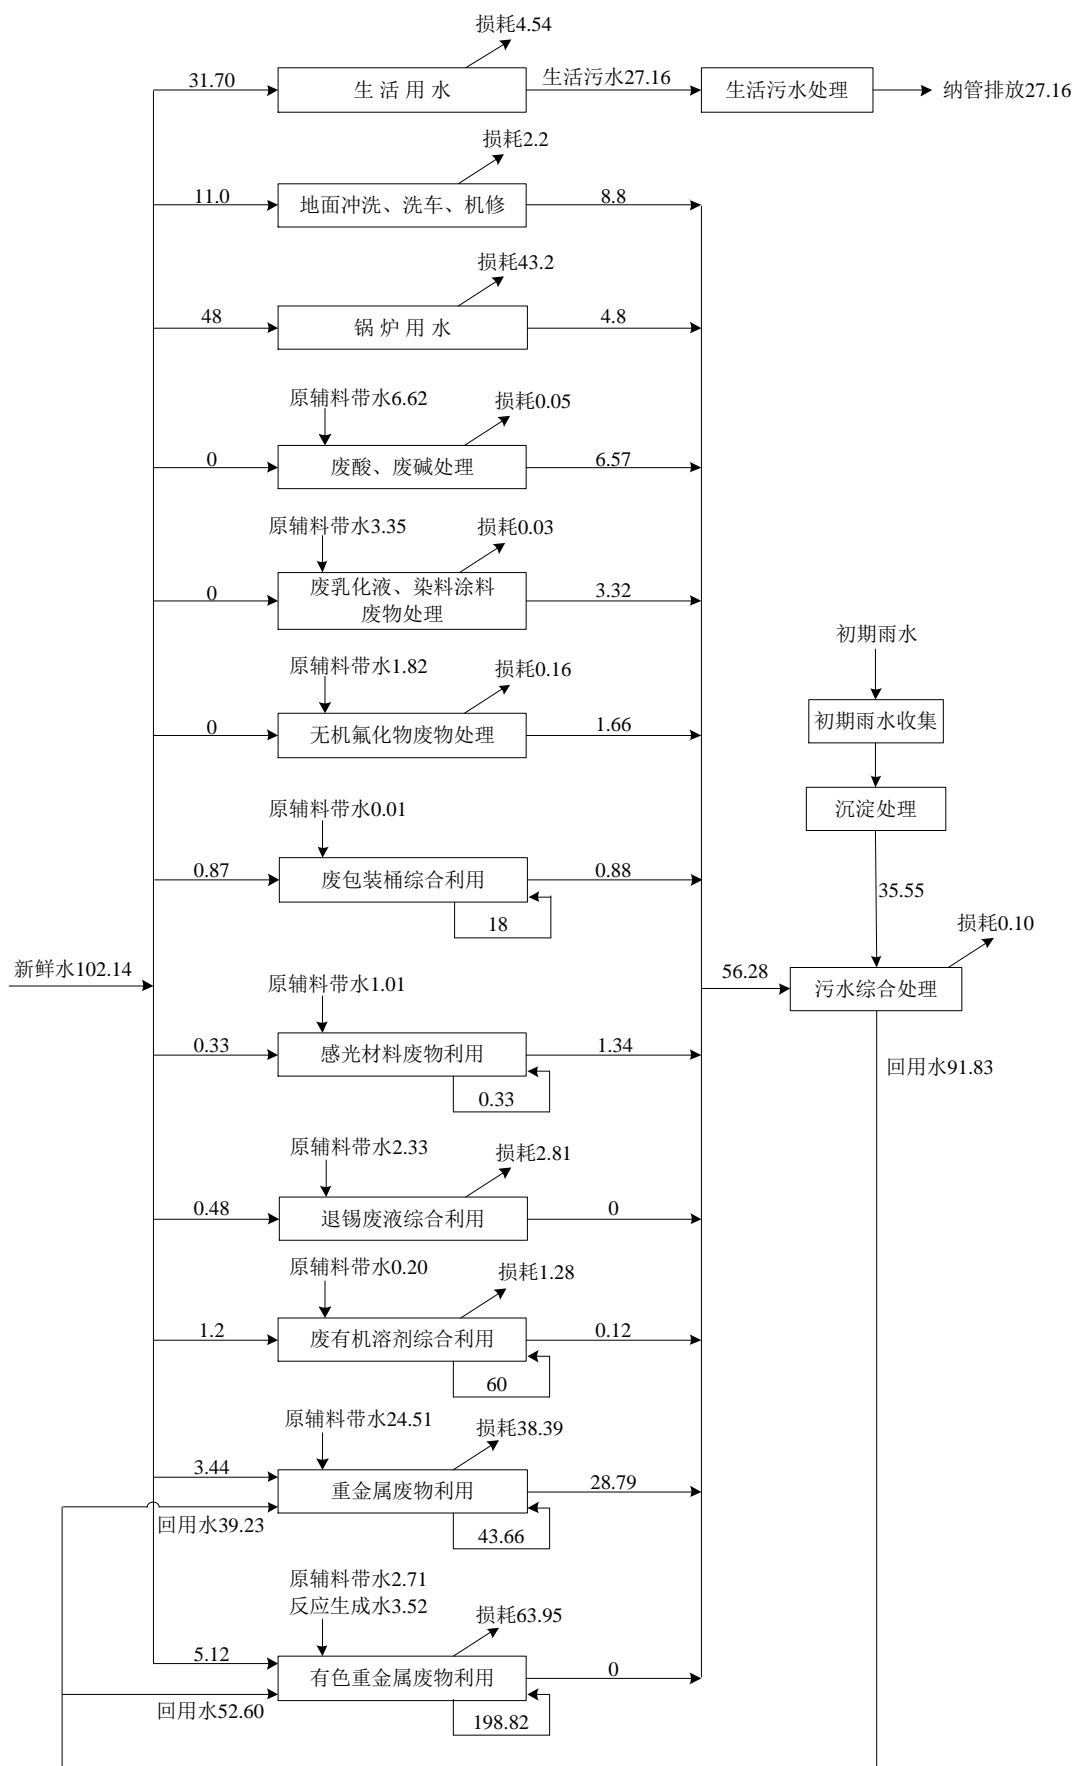 损耗4.54
31.70
生 活 用 水
生活污水27.16
生活污水处理
纳管排放27.16
损耗2.2
11.0
地面冲洗、洗车、机修
8.8
损耗43.2
48
锅 炉 用 水
4.8
原辅料带水6.62
损耗0.05
0
废酸、废碱处理
6.57
原辅料带水3.35
损耗0.03
0
废乳化液、染料涂料
废物处理
3.32
初期雨水
原辅料带水1.82
损耗0.16
0
无机氟化物废物处理
1.66
初期雨水收集
沉淀处理
原辅料带水0.01
0.87
废包装桶综合利用
0.88
18
35.55
损耗0.10
新鲜水102.14
56.28
污水综合处理
原辅料带水1.01
0.33
感光材料废物利用
1.34
0.33
回用水91.83
原辅料带水2.33
损耗2.81
0.48
退锡废液综合利用
0
原辅料带水0.20
损耗1.28
1.2
废有机溶剂综合利用
0.12
60
原辅料带水24.51
损耗38.39
3.44
重金属废物利用
28.79
回用水39.23
43.66
原辅料带水2.71
反应生成水3.52
损耗63.95
5.12
有色重金属废物利用
0
回用水52.60
198.82